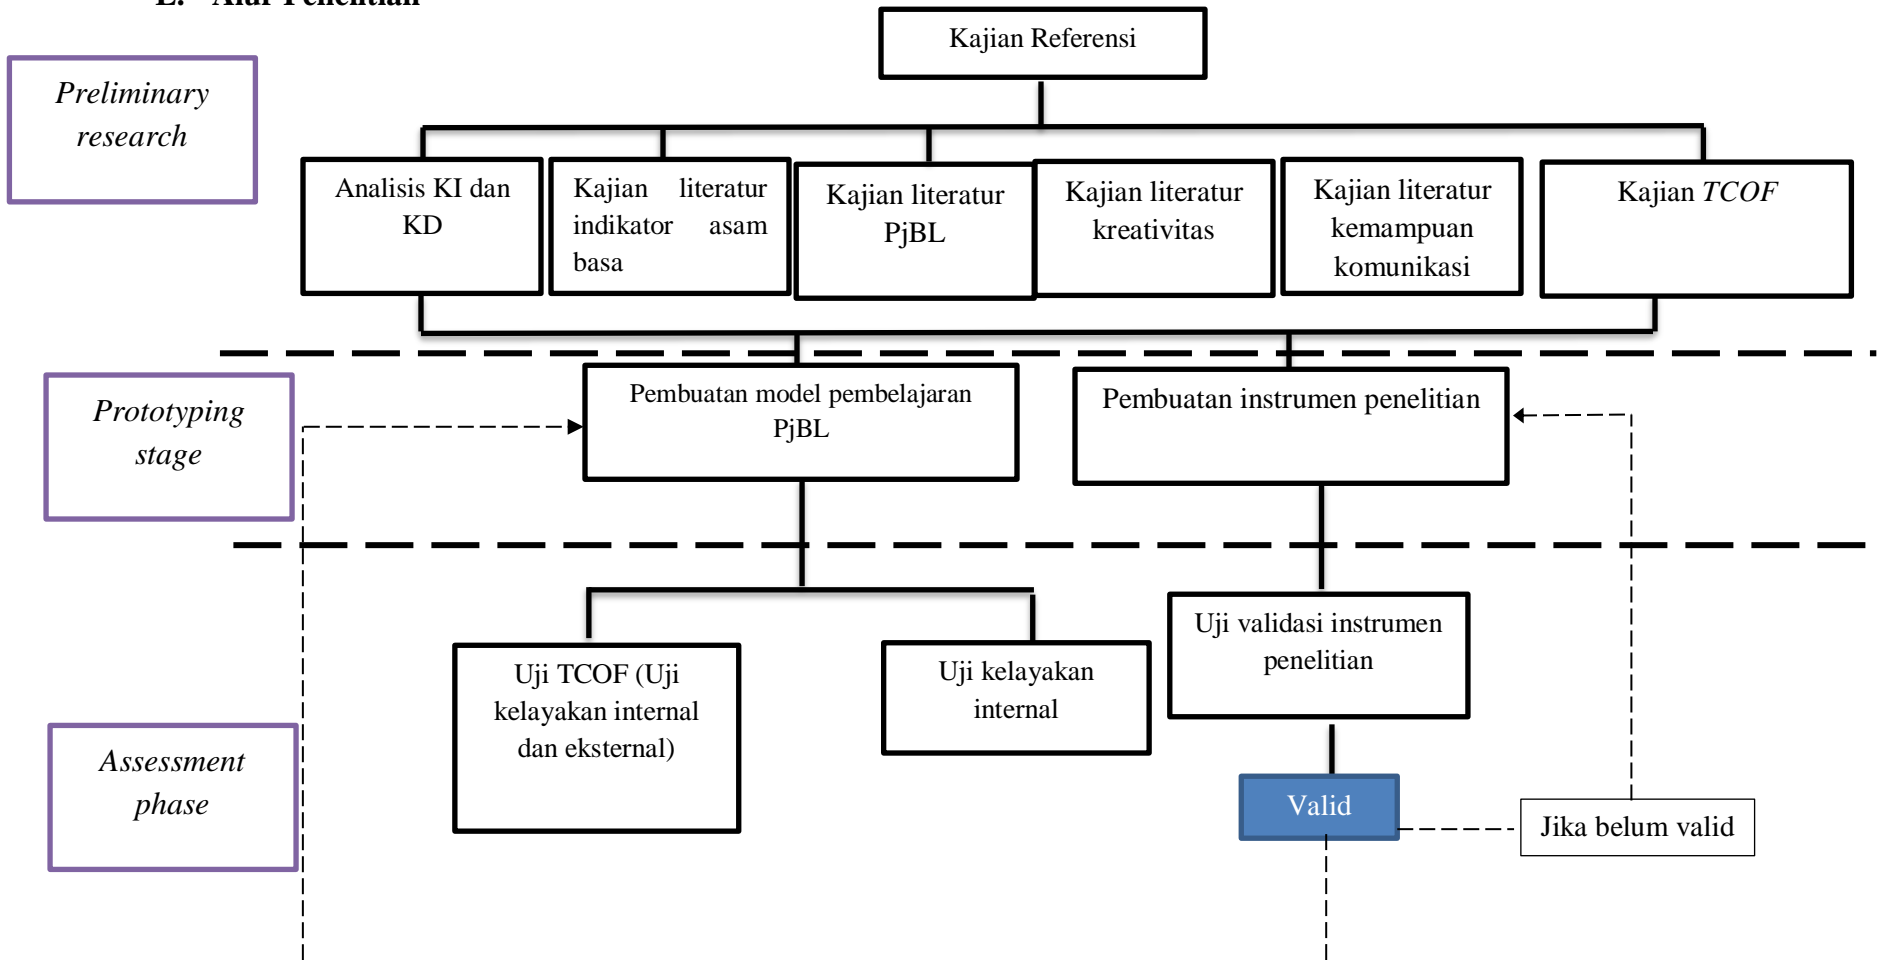 E. Alur Penelitian
Kajian Referensi
Preliminary
research
Analisis KI dan
KD
Kajian literatur
indikator asam
basa
Kajian literatur
PjBL
Kajian literatur
kreativitas
Kajian literatur
kemampuan
komunikasi
Kajian TCOF
Prototyping
stage
Pembuatan model pembelajaran
PjBL
Pembuatan instrumen penelitian
Assessment
phase
Uji TCOF (Uji
kelayakan internal
dan eksternal)
Uji kelayakan
internal
Uji validasi instrumen
penelitian
Valid
Jika belum valid